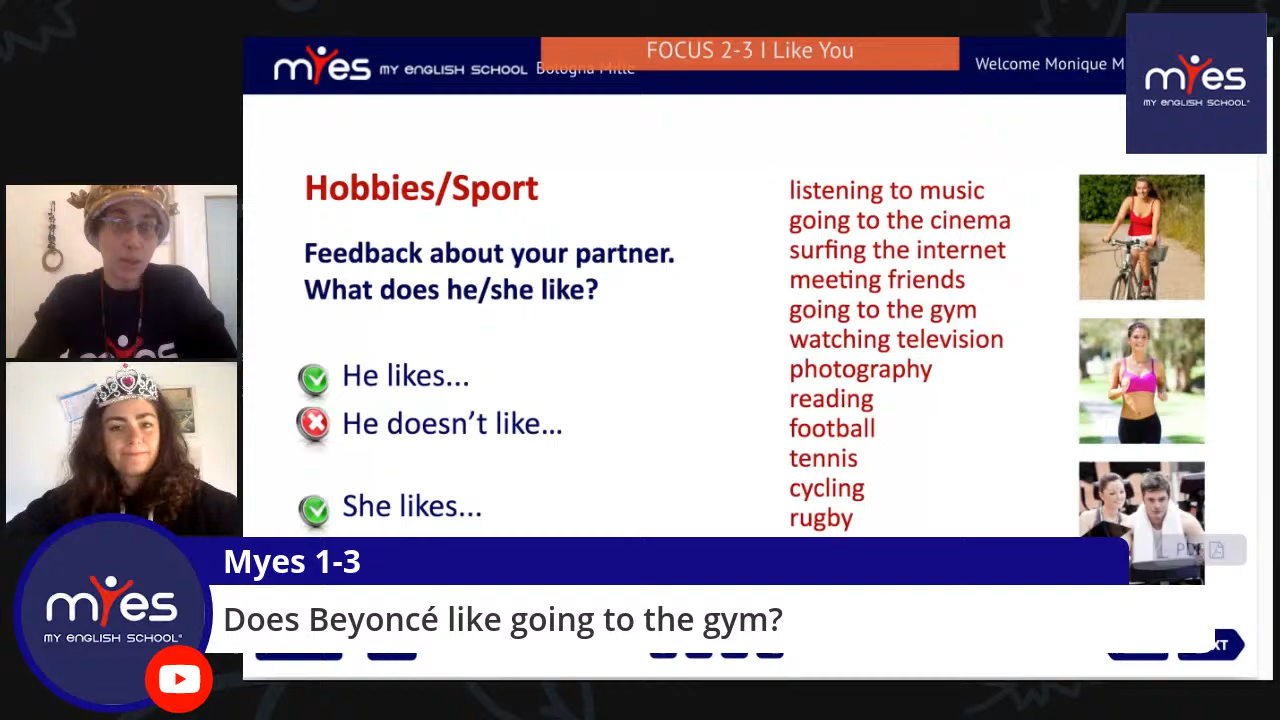 myes MY ENGLISH SCHOOL Bologna Mille
FOCUS 2-3 I Like You
Welcome Monique M
myes
MY ENGLISH SCHOOL
Hobbies/Sport
Feedback about your partner.
What does he/she like?
He likes...
He doesn't like...
She likes...
listening to music
going to the cinema
surfing the internet
meeting friends
going to the gym
watching television
photography
reading
football
tennis
cycling
rugby
PDF
myes
Myes 1-3
Does Beyoncé like going to the gym?
myes
MY ENGLISH SCHOOL
XT